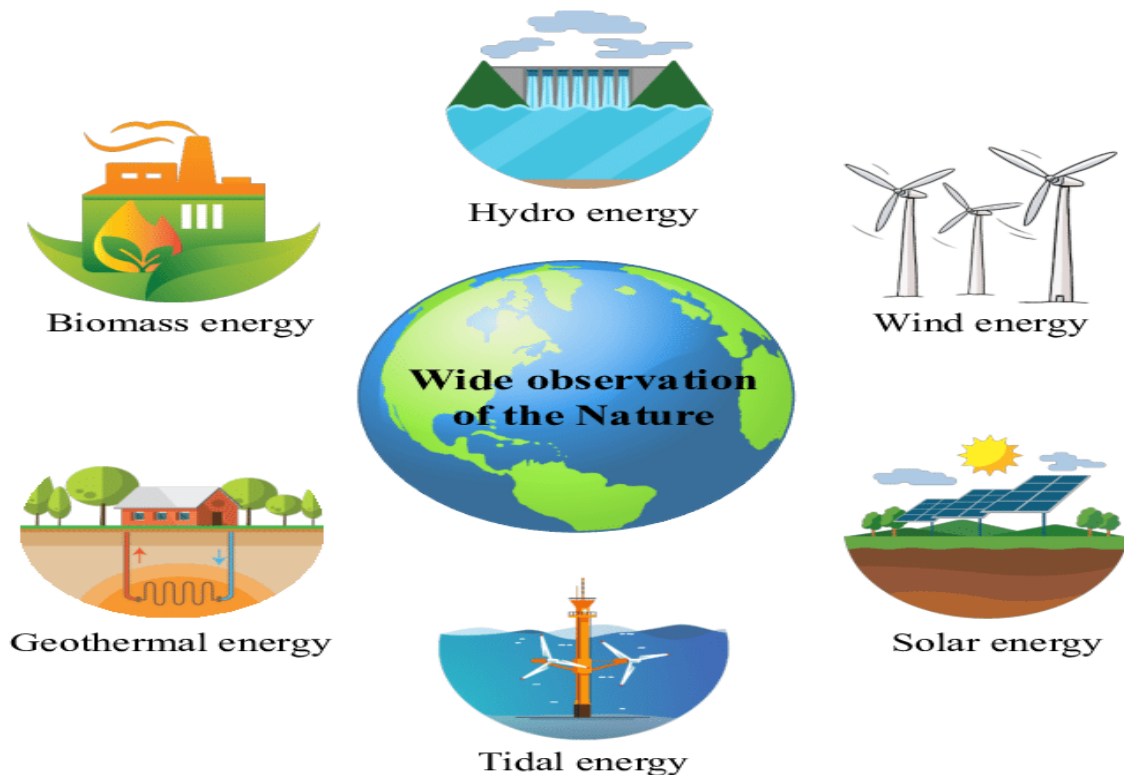 Hydro energy
Biomass energy
Wind energy
Wide observation
of the Nature
Geothermal energy
Solar energy
Tidal energy